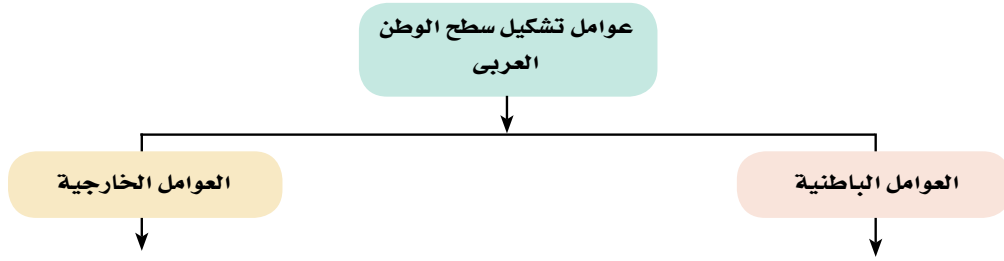 عوامل تشكيل سطح الوطن
العربى
العوامل الباطنية
العوامل الخارجية